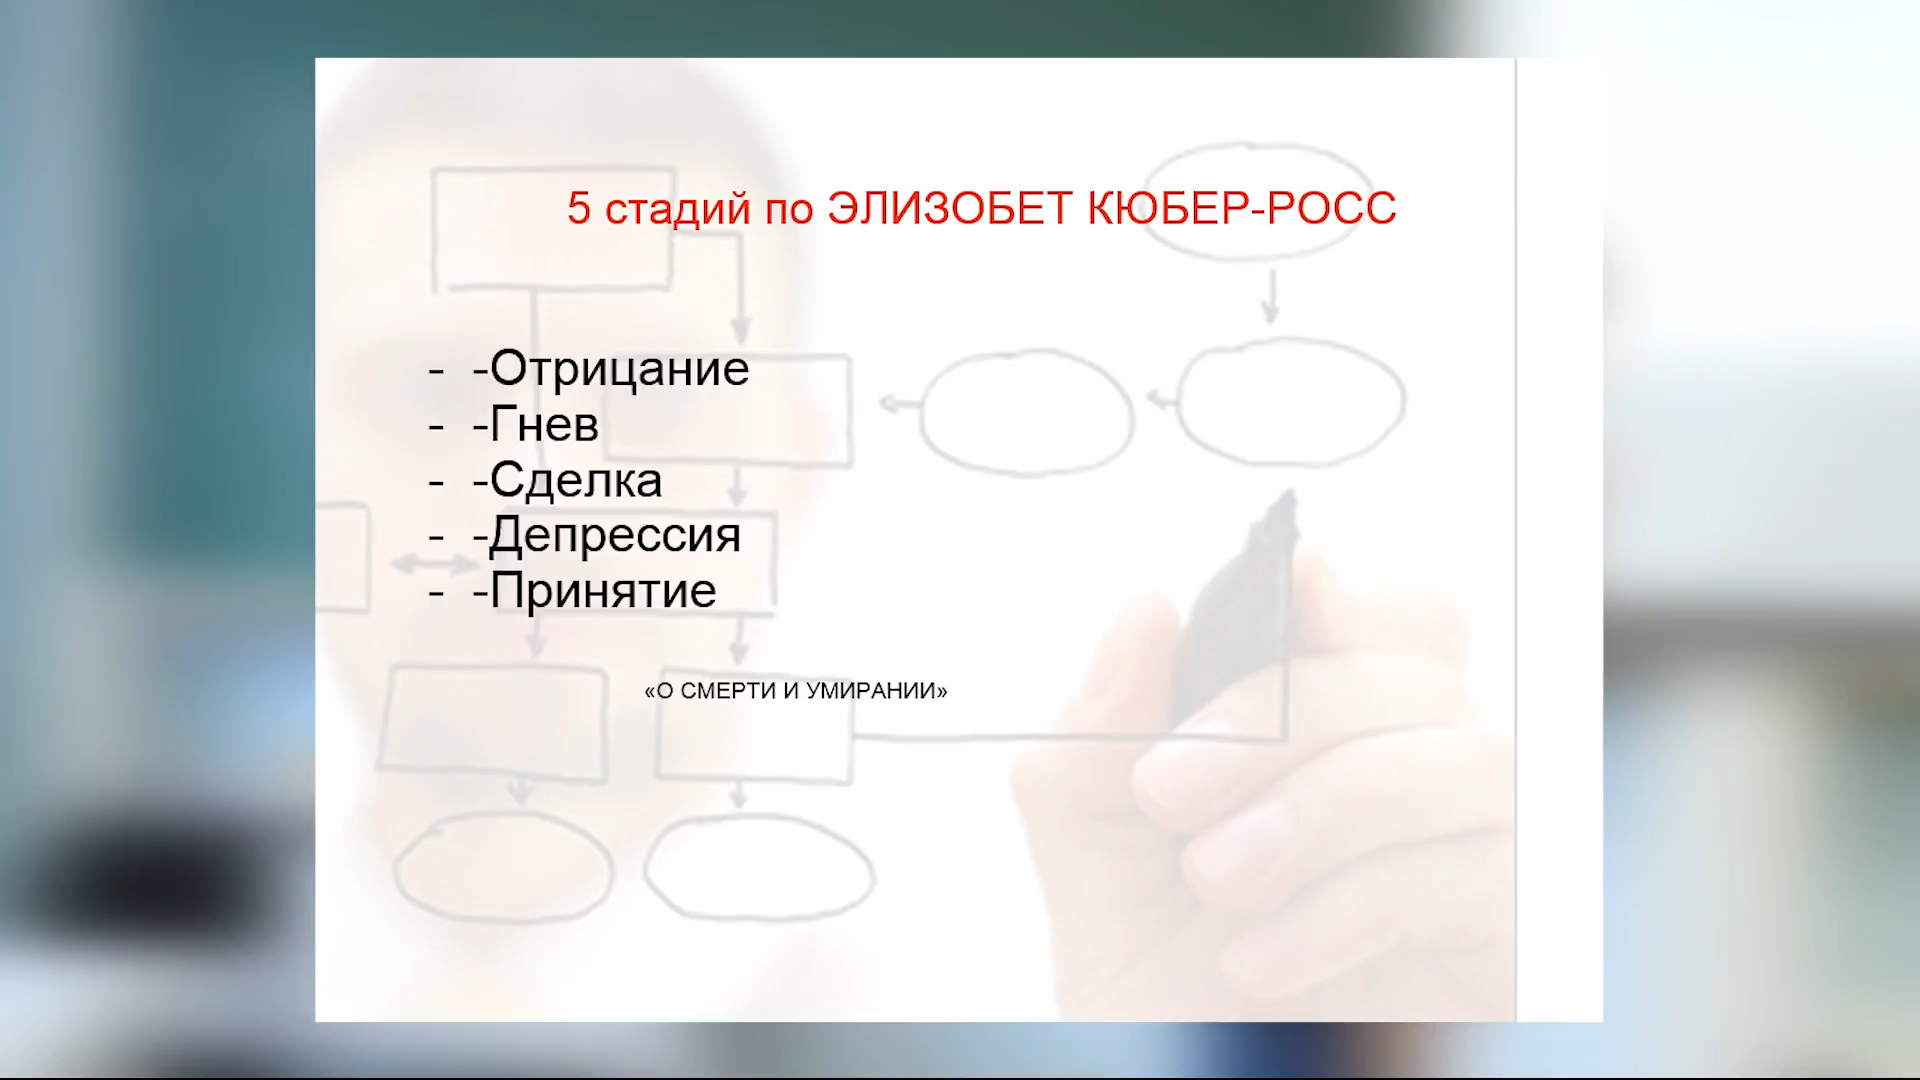 5 стадий по ЭЛИЗОБЕТ КЮБЕР-РОСС
- -Отрицание
- -Гнев
- -Сделка
- -Депрессия
- -Принятие
«О СМЕРТИ И УМИРАНИИ»